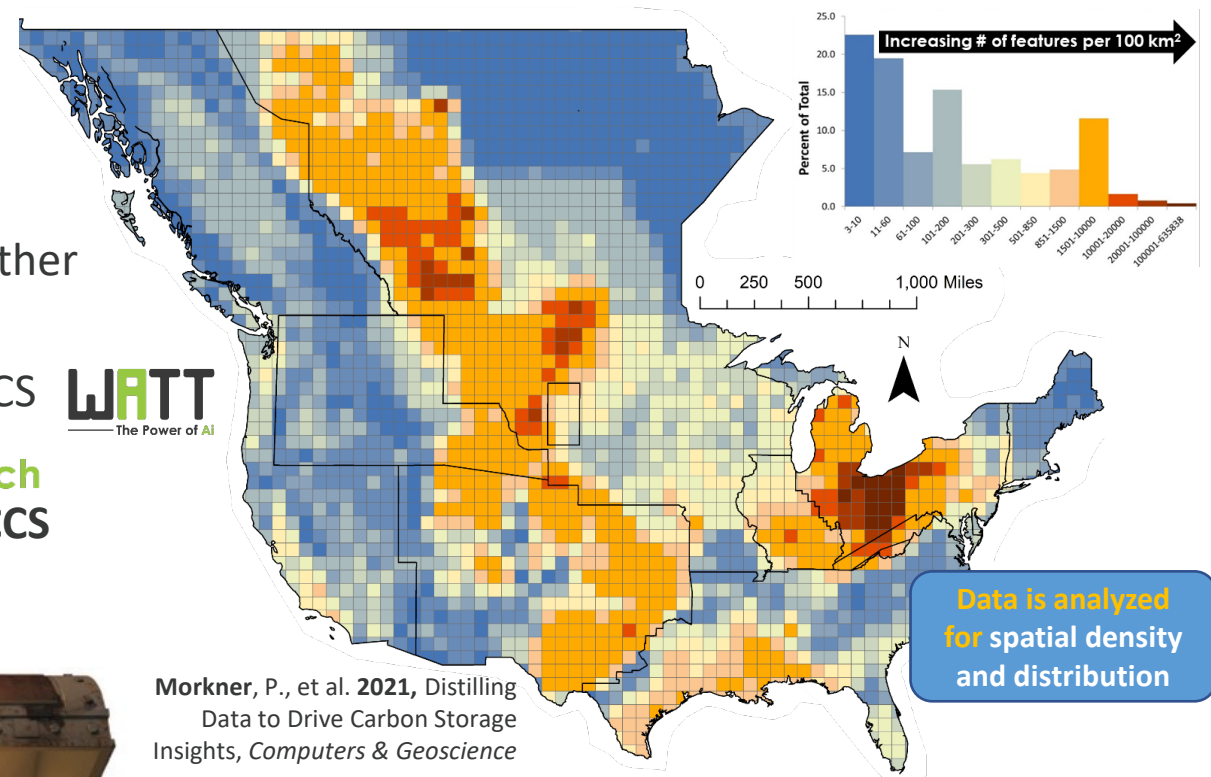 25.0
20.0
15.0
10.0
5.0
0.0
Percent of Total
Increasing # of features per 100 km²
3-10
11-60
61-100
101-200
201-300
301-500
501-850
851-1500
1501-10000
10001-20000
20001-100000
100001-635838
ther
CS
WATT
The Power of AI
ch
CS
0 250 500 1,000 Miles
N
Data is analyzed
for spatial density
and distribution
Morkner, P., et al. 2021, Distilling
Data to Drive Carbon Storage
Insights, Computers & Geoscience